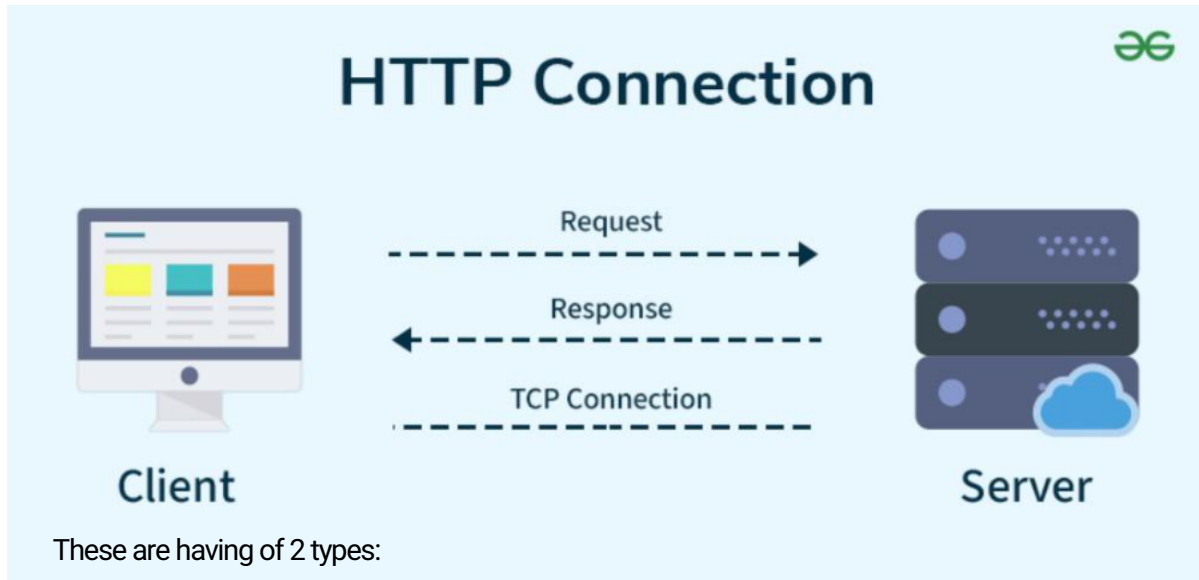 HTTP Connection
Request
Response
TCP Connection
Client
Server
These are having of 2 types: